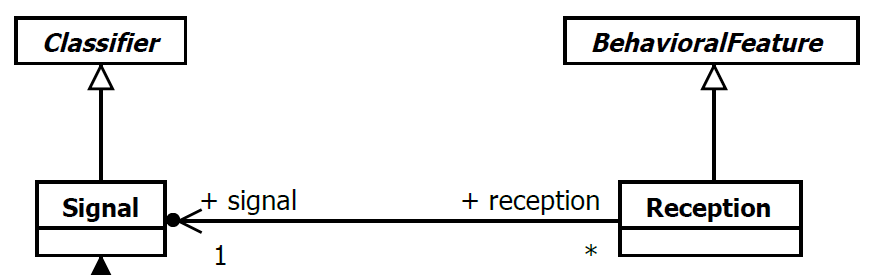 Classifier
BehavioralFeature
Signal
+ signal
+ reception
Reception
1
*